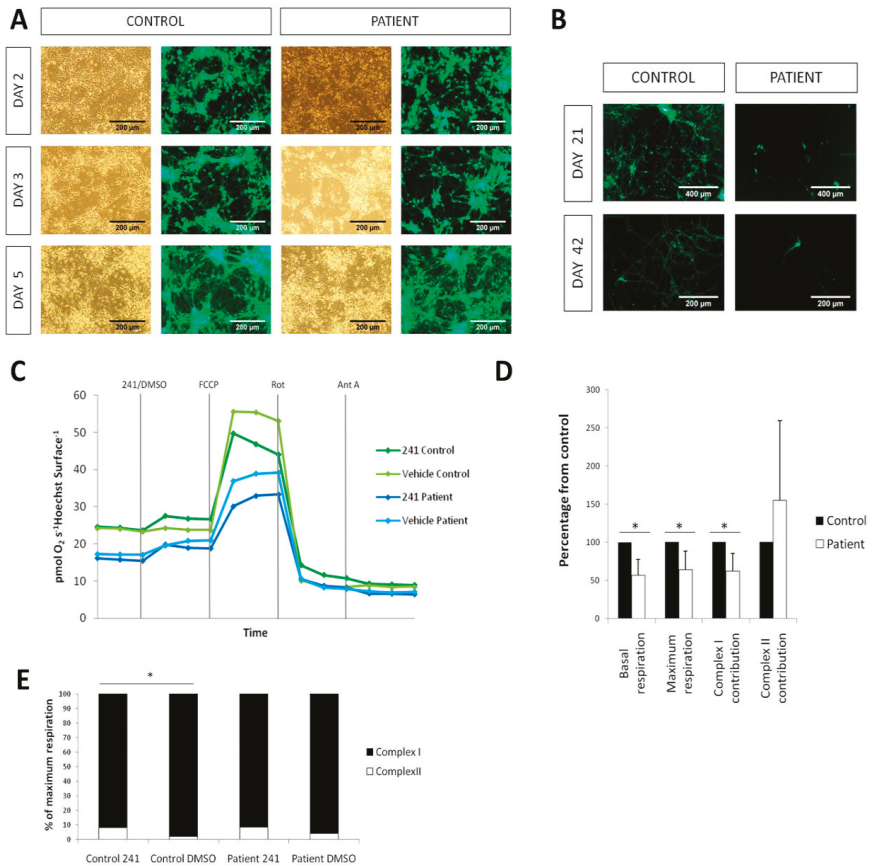 A
CONTROL
PATIENT
DAY 2
200 µm
200 µm
200 µm
200 µm
DAY 3
200 µm
200 µm
200 µm
200 µm
DAY 5
200 µm
200 µm
200 µm
200 µm
B
CONTROL
PATIENT
DAY 21
400 µm
400 µm
DAY 42
200 µm
200 µm
C
241/DMSO
FCCP
Rot
Ant A
60
50
40
30
20
10
0
pmol O₂ s⁻¹·Hoechst Surface⁻¹
Time
241 Control
Vehicle Control
241 Patient
Vehicle Patient
D
300
250
200
150
100
50
0
Percentage from control
*
*
*
Control
Patient
Basal respiration
Maximum respiration
Complex I contribution
Complex II contribution
E
*
100
90
80
70
60
50
40
30
20
10
0
% of maximum respiration
Complex I
ComplexII
Control 241
Control DMSO
Patient 241
Patient DMSO